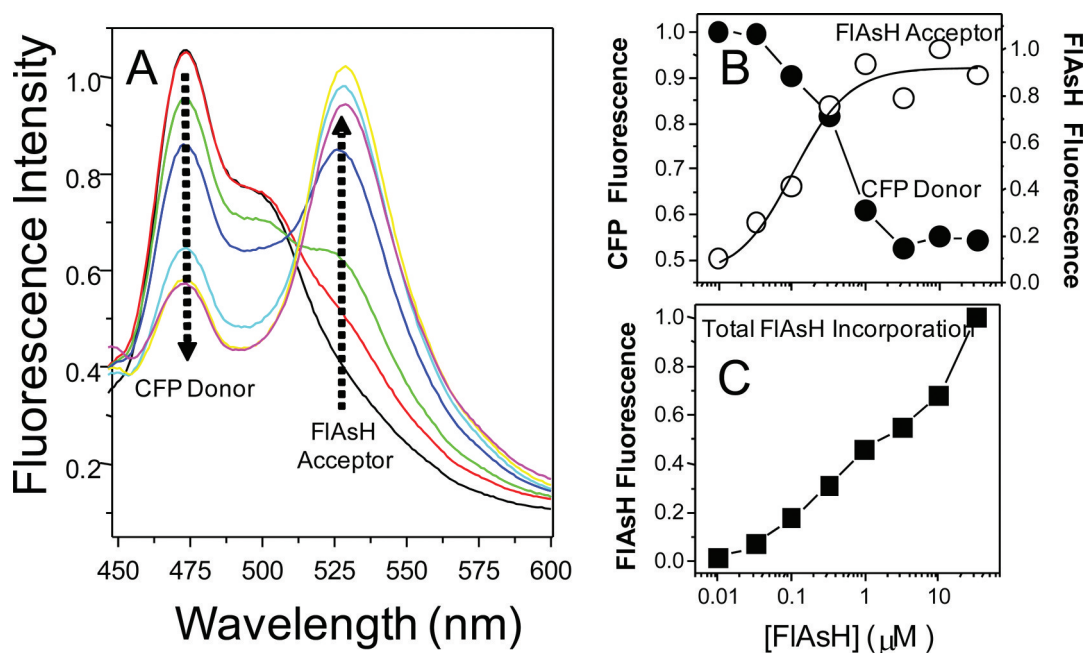 A
Fluorescence Intensity
1.0
0.8
0.6
0.4
0.2
CFP Donor
FlAsH
Acceptor
450 475 500 525 550 575 600
Wavelength (nm)
B
CFP Fluorescence
1.0
0.9
0.8
0.7
0.6
0.5
FlAsH Acceptor
CFP Donor
1.0
0.8
0.6
0.4
0.2
0.0
FlAsH Fluorescence
C
Total FlAsH Incorporation
FlAsH Fluorescence
1.0
0.8
0.6
0.4
0.2
0.0
0.01 0.1 1 10
[FlAsH] (μM)